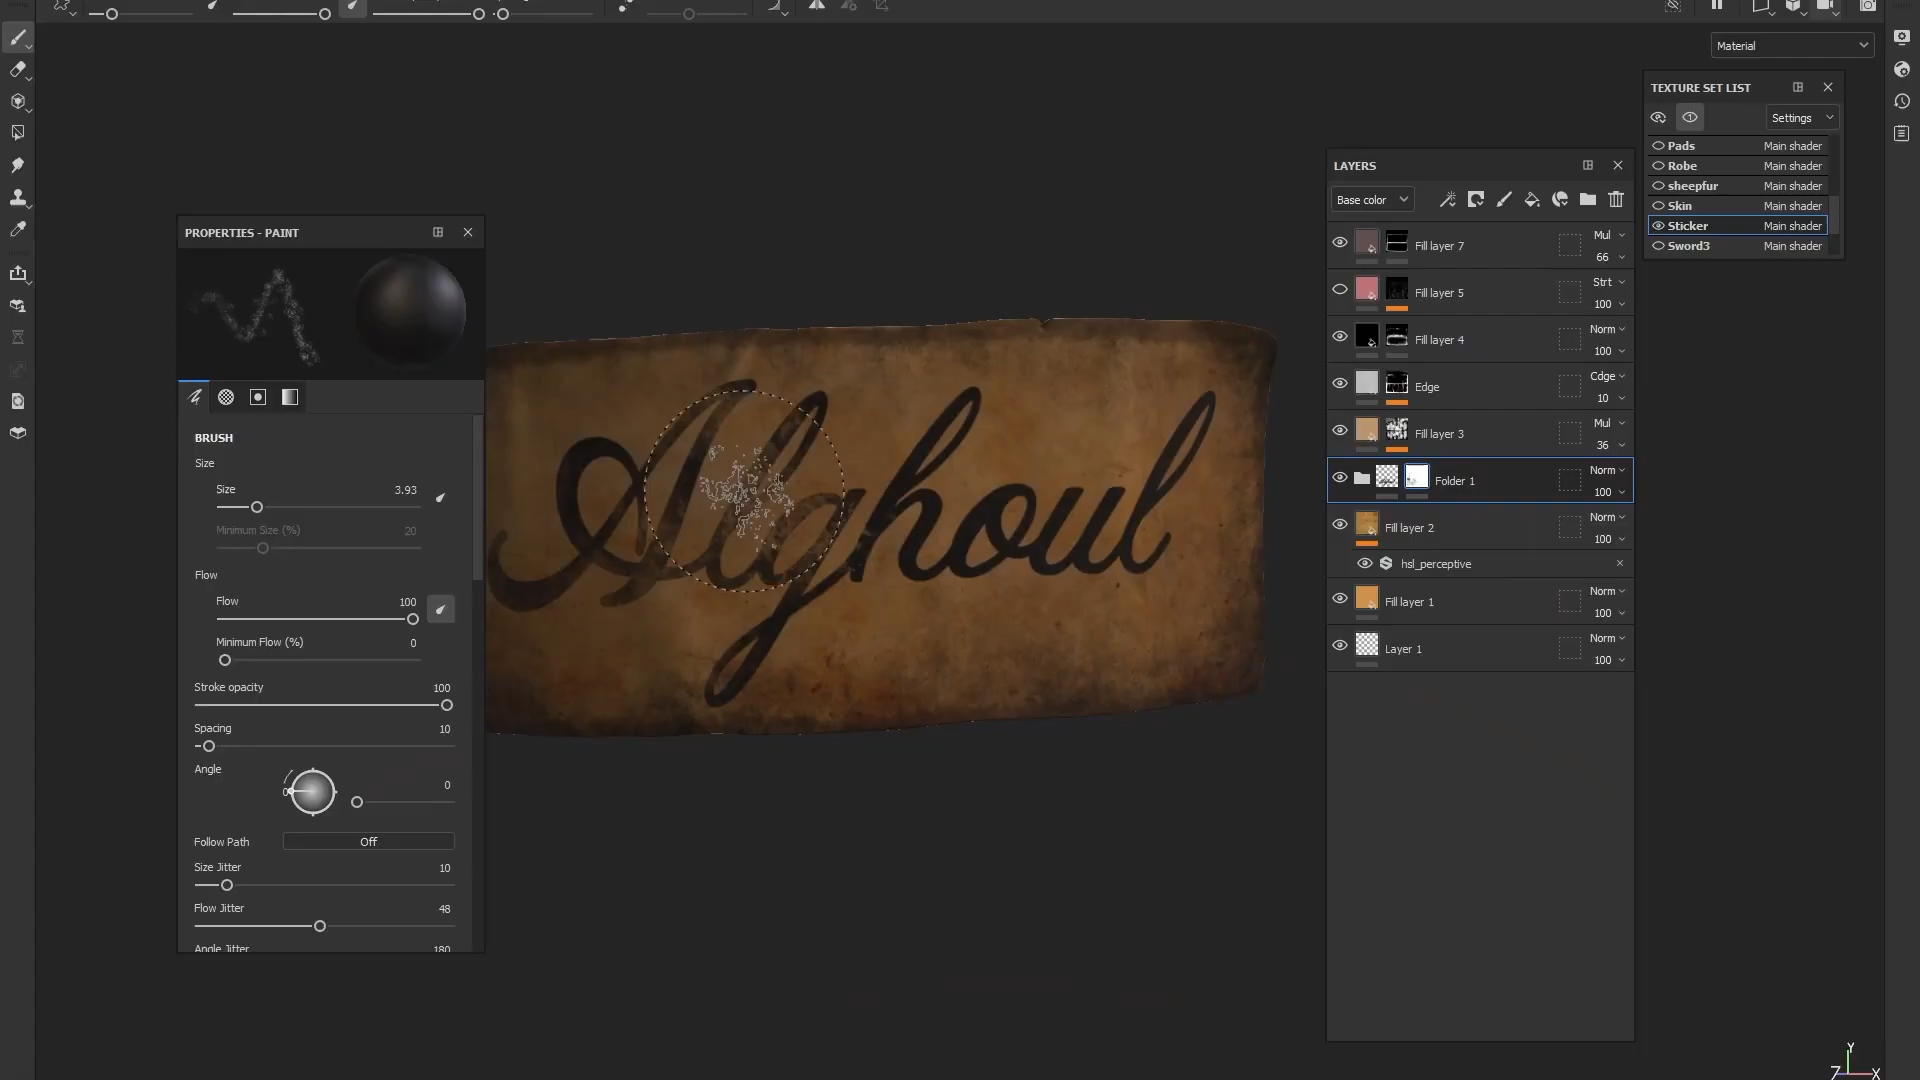 Material
TEXTURE SET LIST
Settings
Pads Main shader
Robe Main shader
sheepfur Main shader
Skin Main shader
Sticker Main shader
Sword3 Main shader
LAYERS
Base color
Fill layer 7 Mul 66
Fill layer 5 Strt 100
Fill layer 4 Norm 100
Edge Cdge 10
Fill layer 3 Mul 36
Folder 1 Norm 100
Fill layer 2 Norm 100
hsl_perceptive
Fill layer 1 Norm 100
Layer 1 Norm 100
PROPERTIES - PAINT
BRUSH
Size
Size 3.93
Minimum Size (%) 20
Flow
Flow 100
Minimum Flow (%) 0
Stroke opacity 100
Spacing 10
Angle
0 0
Follow Path Off
Size Jitter 10
Flow Jitter 48
Angle Jitter 180
Alghoul
Y
Z X